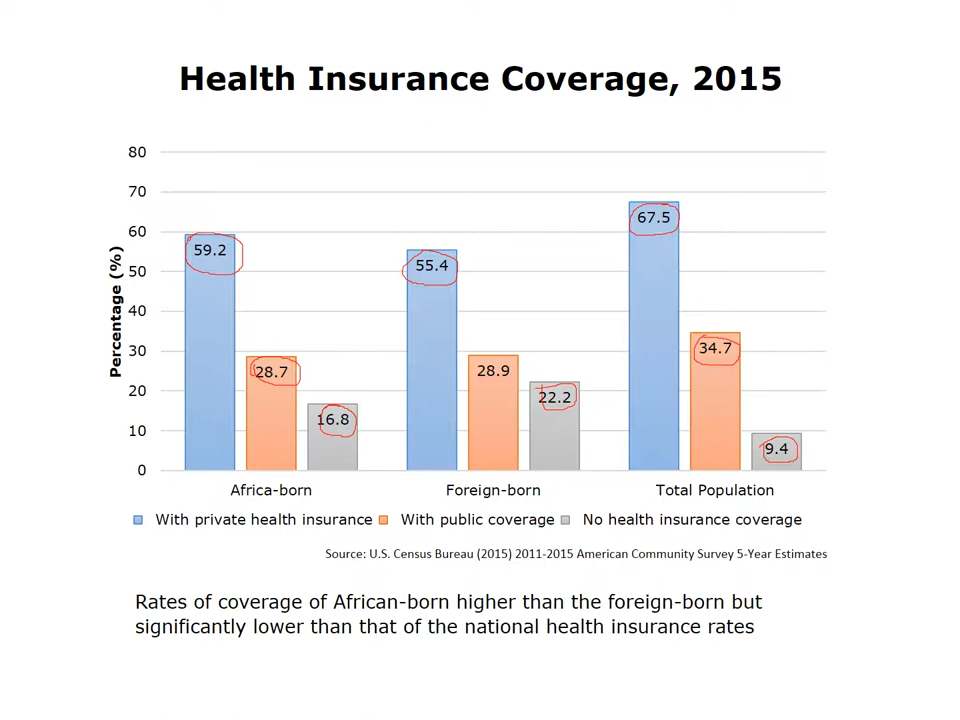 Health Insurance Coverage, 2015
80
70
60
50
40
30
20
10
0
Percentage (%)
59.2
28.7
16.8
55.4
28.9
22.2
67.5
34.7
9.4
Africa-born
Foreign-born
Total Population
With private health insurance
With public coverage
No health insurance coverage
Source: U.S. Census Bureau (2015) 2011-2015 American Community Survey 5-Year Estimates
Rates of coverage of African-born higher than the foreign-born but
significantly lower than that of the national health insurance rates